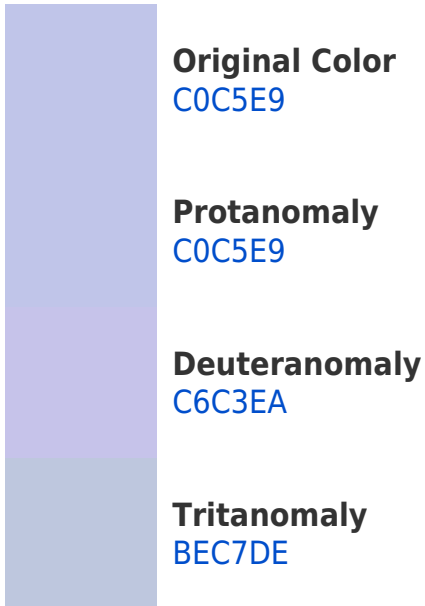 Original Color
C0C5E9
Protanomaly
C0C5E9
Deuteranomaly
C6C3EA
Tritanomaly
BEC7DE